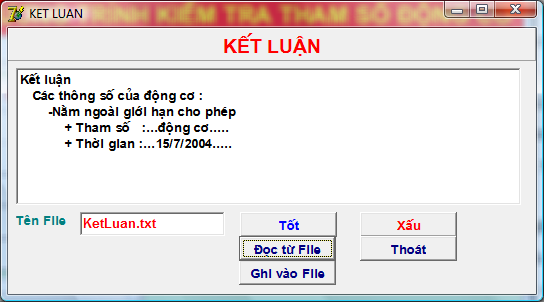 KET LUAN
TRÌNH KIỂM TRA THAM SỐ ĐỘNG
KẾT LUẬN
Kết luận
Các thông số của động cơ :
-Nằm ngoài giới hạn cho phép
+ Tham số :...động cơ.....
+ Thời gian :...15/7/2004.....
Tên File
KetLuan.txt
Tốt
Xấu
Đọc từ File
Thoát
Ghi vào File